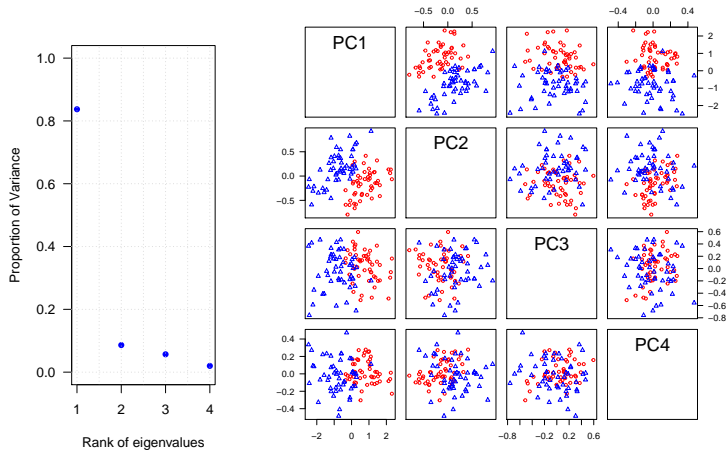 Proportion of Variance
1.0
0.8
0.6
0.4
0.2
0.0
1 2 3 4
Rank of eigenvalues
−0.5 0.0 0.5
−0.4 0.0 0.4
PC1
2
1
0
−1
−2
0.5
0.0
−0.5
PC2
PC3
0.6
0.4
0.2
0.0
−0.2
−0.4
−0.6
−0.8
0.4
0.2
0.0
−0.2
−0.4
PC4
−2 −1 0 1 2
−0.8 −0.4 0.0 0.2 0.6